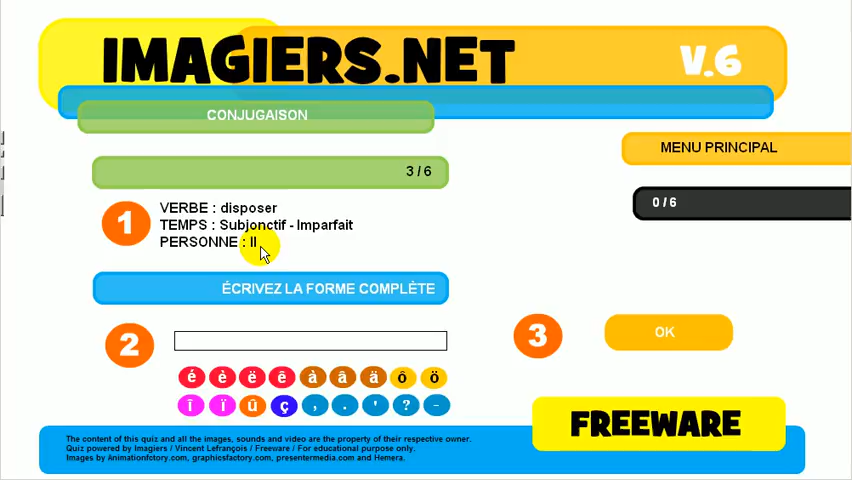 IMAGIERS.NET
V.6
CONJUGAISON
MENU PRINCIPAL
3 / 6
0 / 6
1
VERBE : disposer
TEMPS : Subjonctif - Imparfait
PERSONNE : Il
ÉCRIVEZ LA FORME COMPLÈTE
2
3
OK
é è ë ê à â ä ô ö
î ï û ç , . ' ? -
FREEWARE
The content of this quiz and all the images, sounds and video are the property of their respective owner.
Quiz powered by Imagiers / Vincent Lefrançois / Freeware / For educational purpose only.
Images by Animationfctory.com, graphicsfactory.com, presentermedia.com and Hemera.